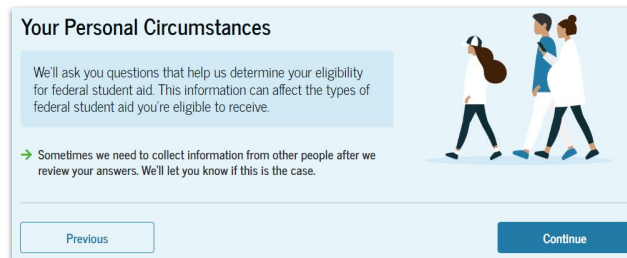 Your Personal Circumstances
We'll ask you questions that help us determine your eligibility
for federal student aid. This information can affect the types of
federal student aid you're eligible to receive.
→ Sometimes we need to collect information from other people after we
review your answers. We'll let you know if this is the case.
Previous
Continue